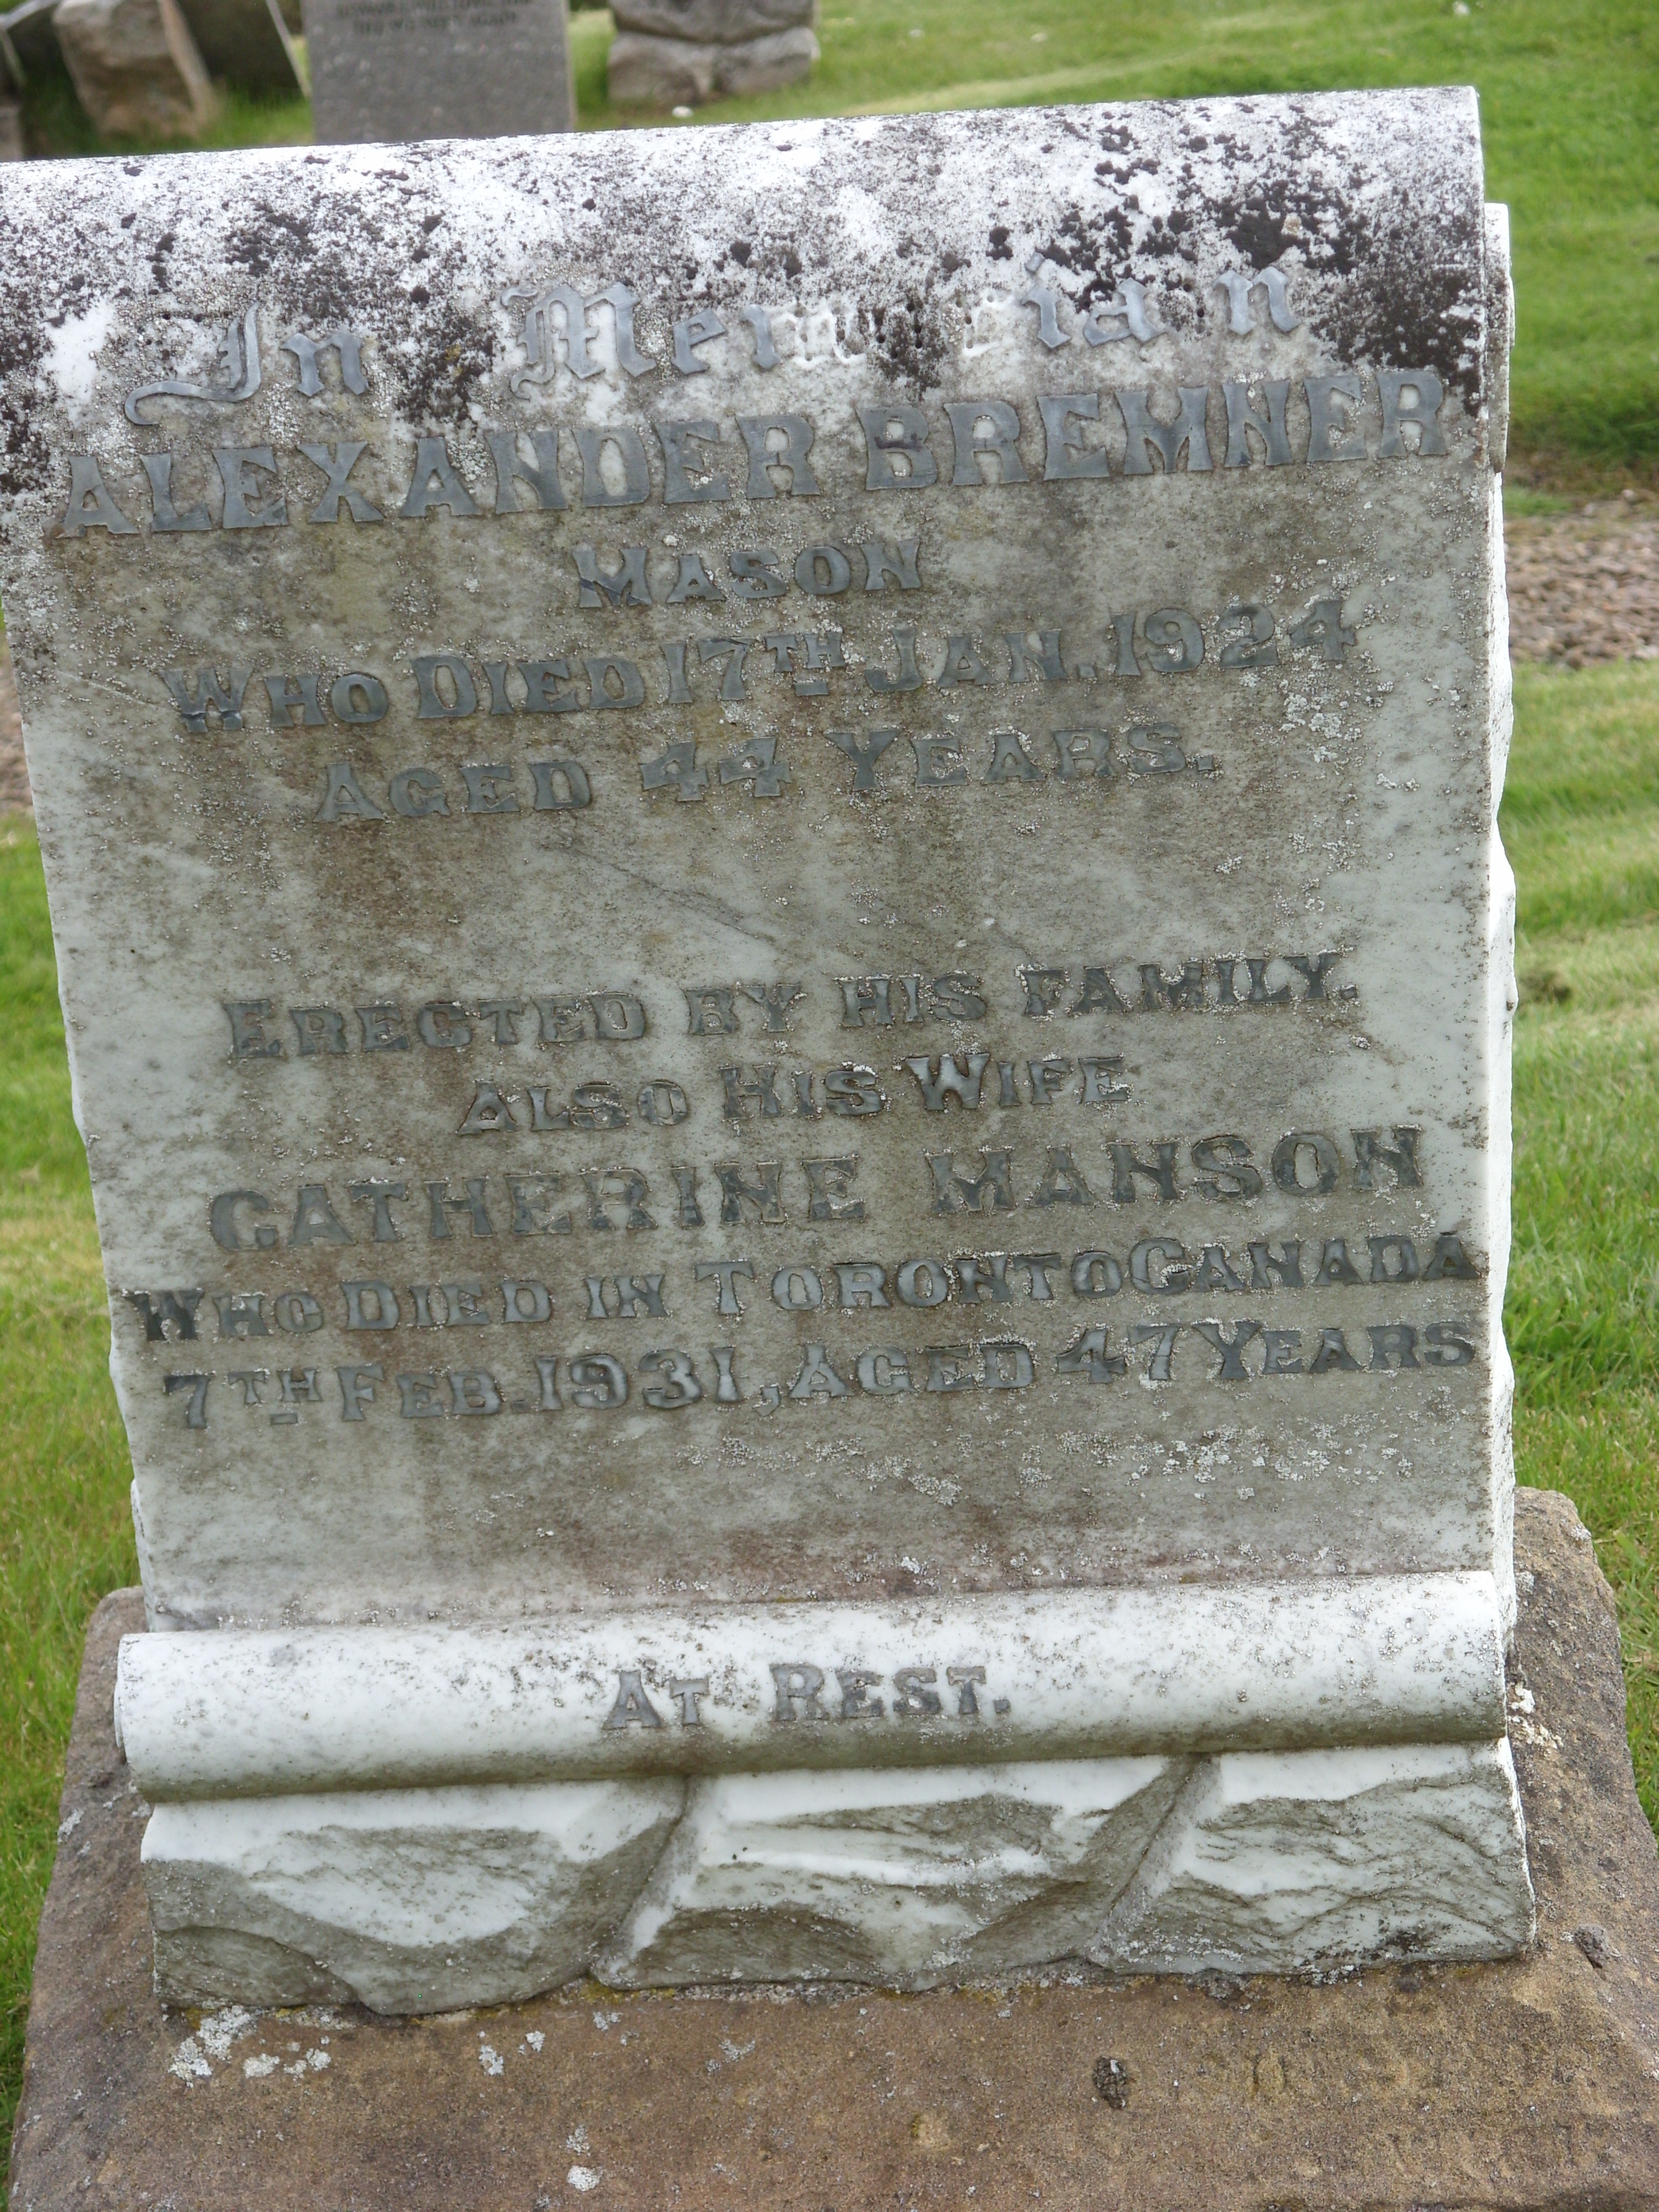 In Memoriam
ALEXANDER BREMNER
MASON
WHO DIED 17TH JAN. 1924
AGED 44 YEARS.
ERECTED BY HIS FAMILY.
ALSO HIS WIFE
CATHERINE MANSON
WHO DIED IN TORONTO CANADA
7TH FEB. 1931, AGED 47 YEARS
AT REST.